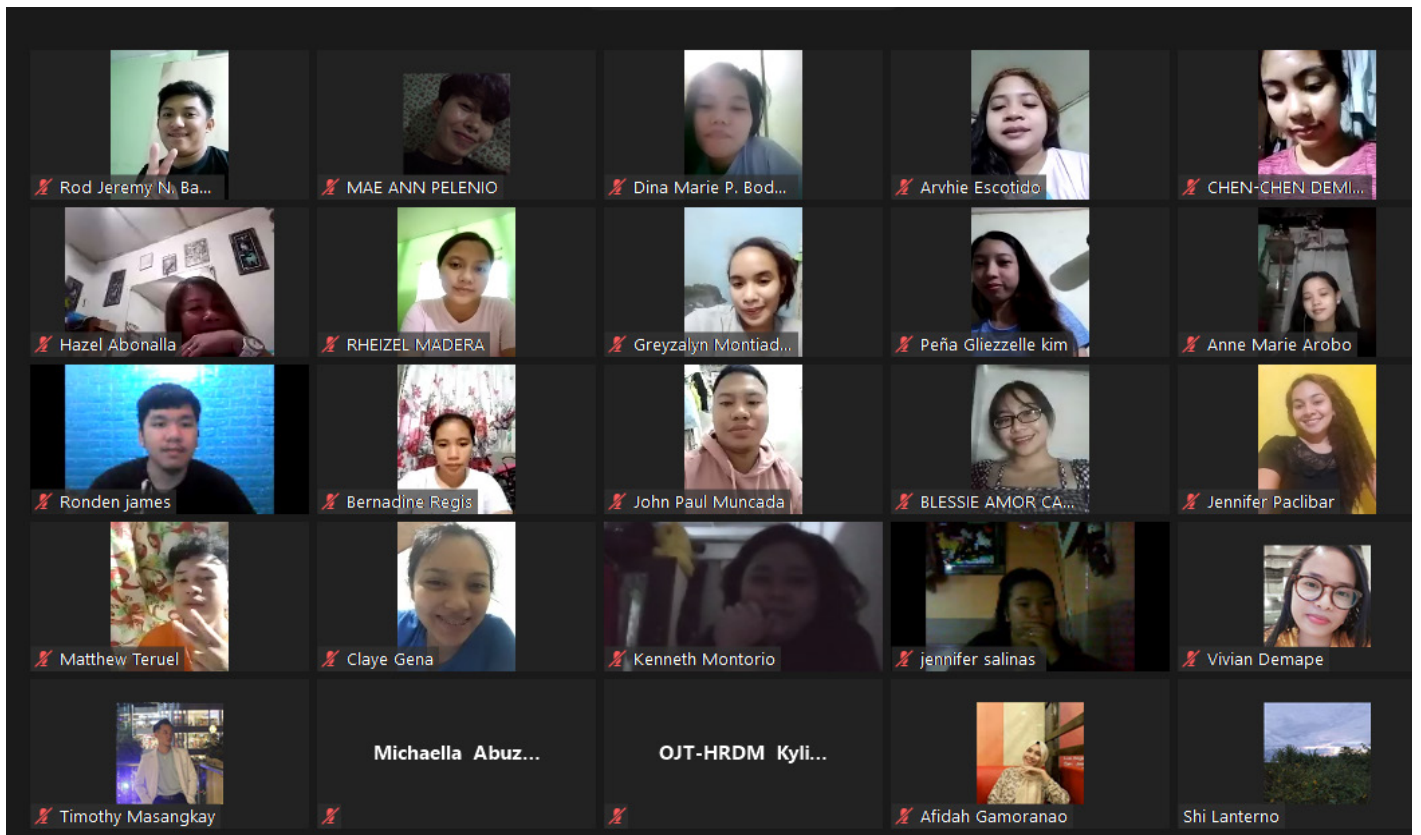 Rod Jeremy N. Ba...
MAE ANN PELENIO
Dina Marie P. Bod...
Arvhie Escotido
CHEN-CHEN DEMI...
Hazel Abonalla
RHEIZEL MADERA
Greyzalyn Montiad...
Peña Gliezzelle kim
Anne Marie Arobo
Ronden james
Bernadine Regis
John Paul Muncada
BLESSIE AMOR CA...
Jennifer Paclibar
Matthew Teruel
Claye Gena
Kenneth Montorio
jennifer salinas
Vivian Demape
Timothy Masangkay
Michaella Abuz...
OJT-HRDM Kyli...
Afidah Gamoranao
Shi Lanterno